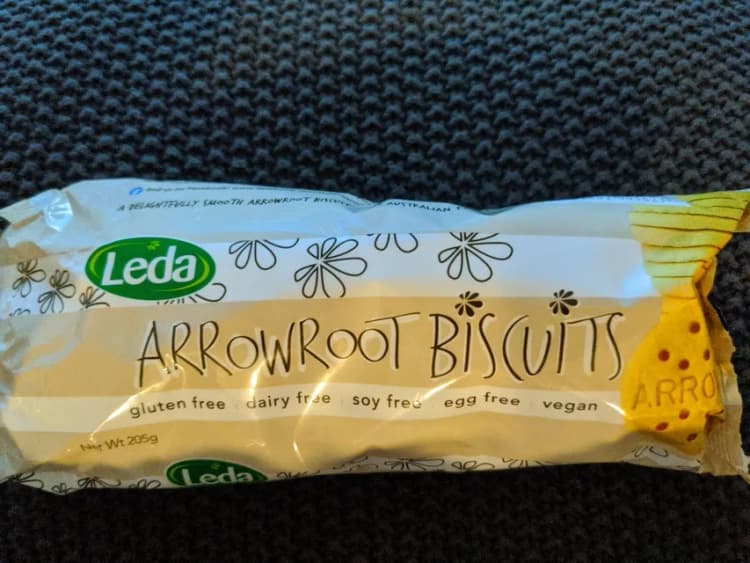 A DELIGHTFULLY SMOOTH ARROWROOT
AUSTRALIAN
Leda
ARROWROOT BISCUITS
gluten free dairy free soy free egg free vegan
ARRO
Net Wt 205g
Leda